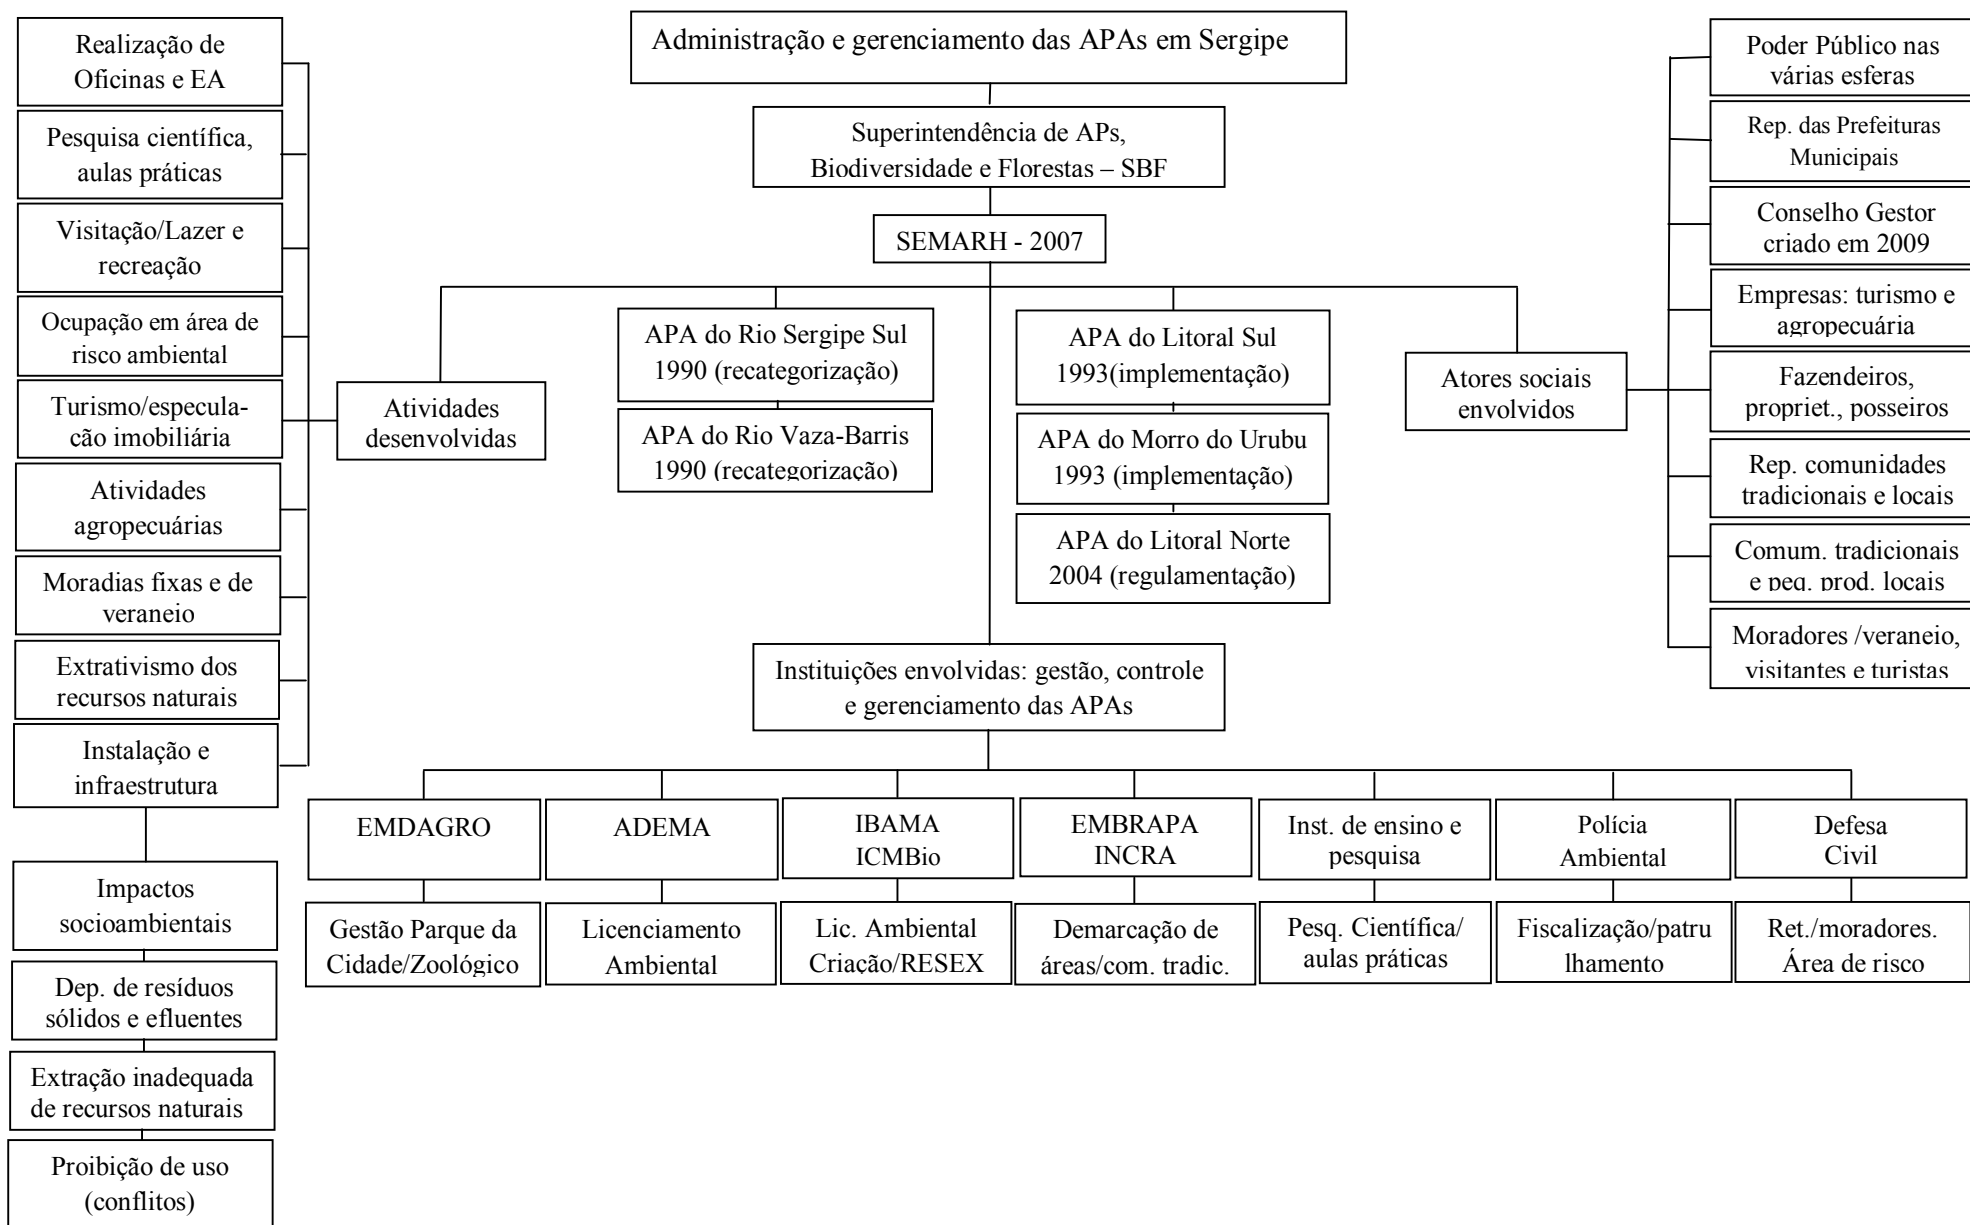 Administração e gerenciamento das APAs em Sergipe
Superintendência de APs,
Biodiversidade e Florestas – SBF
SEMARH - 2007
Realização de
Oficinas e EA
Pesquisa científica,
aulas práticas
Visitação/Lazer e
recreação
Ocupação em área de
risco ambiental
Turismo/especula-
cão imobiliária
Atividades
agropecuárias
Moradias fixas e de
veraneio
Extrativismo dos
recursos naturais
Instalação e
infraestrutura
Impactos
socioambientais
Dep. de resíduos
sólidos e efluentes
Extração inadequada
de recursos naturais
Proibição de uso
(conflitos)
Atividades
desenvolvidas
APA do Rio Sergipe Sul
1990 (recategorização)
APA do Rio Vaza-Barris
1990 (recategorização)
APA do Litoral Sul
1993(implementação)
APA do Morro do Urubu
1993 (implementação)
APA do Litoral Norte
2004 (regulamentação)
Atores sociais
envolvidos
Poder Público nas
várias esferas
Rep. das Prefeituras
Municipais
Conselho Gestor
criado em 2009
Empresas: turismo e
agropecuária
Fazendeiros,
propriet., posseiros
Rep. comunidades
tradicionais e locais
Comum. tradicionais
e peq. prod. locais
Moradores /veraneio,
visitantes e turistas
Instituições envolvidas: gestão, controle
e gerenciamento das APAs
EMDAGRO
Gestão Parque da
Cidade/Zoológico
ADEMA
Licenciamento
Ambiental
IBAMA
ICMBio
Lic. Ambiental
Criação/RESEX
EMBRAPA
INCRA
Demarcação de
áreas/com. tradic.
Inst. de ensino e
pesquisa
Pesq. Científica/
aulas práticas
Polícia
Ambiental
Fiscalização/patru
lhamento
Defesa
Civil
Ret./moradores.
Área de risco